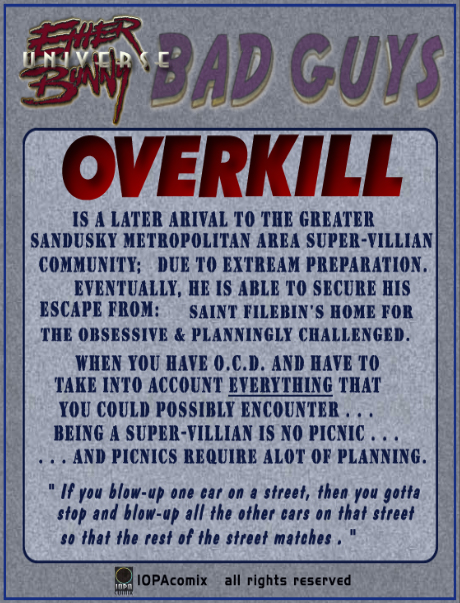 ETHER
UNIVERSE
BUNNY
BAD GUYS
OVERKILL
IS A LATER ARIVAL TO THE GREATER
SANDUSKY METROPOLITAN AREA SUPER-VILLIAN
COMMUNITY; DUE TO EXTREAM PREPARATION.
EVENTUALLY, HE IS ABLE TO SECURE HIS
ESCAPE FROM: SAINT FILEBIN'S HOME FOR
THE OBSESSIVE & PLANNINGLY CHALLENGED.
WHEN YOU HAVE O.C.D. AND HAVE TO
TAKE INTO ACCOUNT EVERYTHING THAT
YOU COULD POSSIBLY ENCOUNTER . . .
BEING A SUPER-VILLIAN IS NO PICNIC . . .
. . . AND PICNICS REQUIRE ALOT OF PLANNING.
" If you blow-up one car on a street, then you gotta
stop and blow-up all the other cars on that street
so that the rest of the street matches . "
IOPAcomix all rights reserved